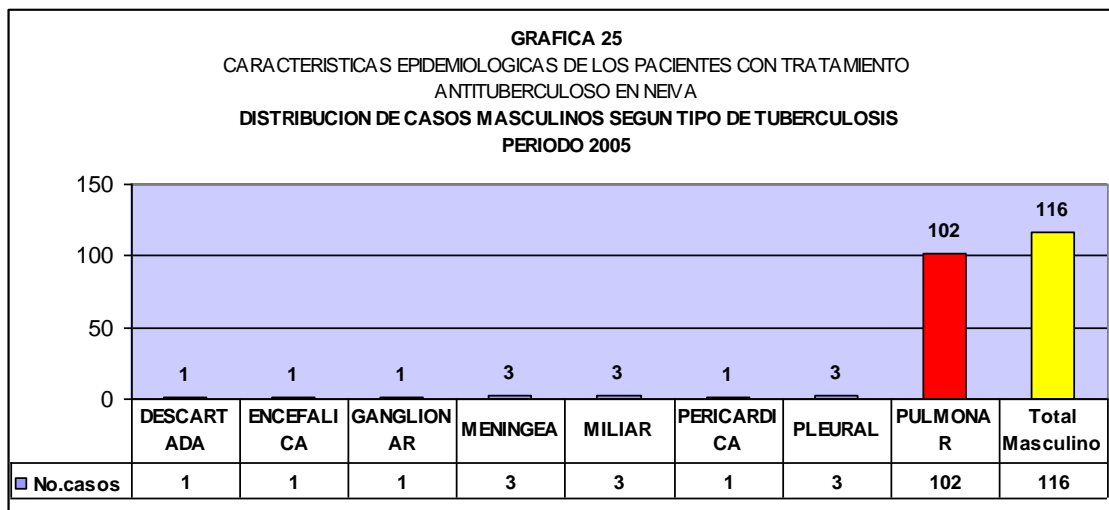 GRAFICA 25
CARACTERISTICAS EPIDEMIOLOGICAS DE LOS PACIENTES CON TRATAMIENTO
ANTITUBERCULOSO EN NEIVA
DISTRIBUCION DE CASOS MASCULINOS SEGUN TIPO DE TUBERCULOSIS
PERIODO 2005
150
100
50
0
1 1 1 3 3 1 3 102 116
DESCART
ADA
ENCEFALI
CA
GANGLION
AR
MENINGEA
MILIAR
PERICARDI
CA
PLEURAL
PULMONA
R
Total
Masculino
No.casos 1 1 1 3 3 1 3 102 116